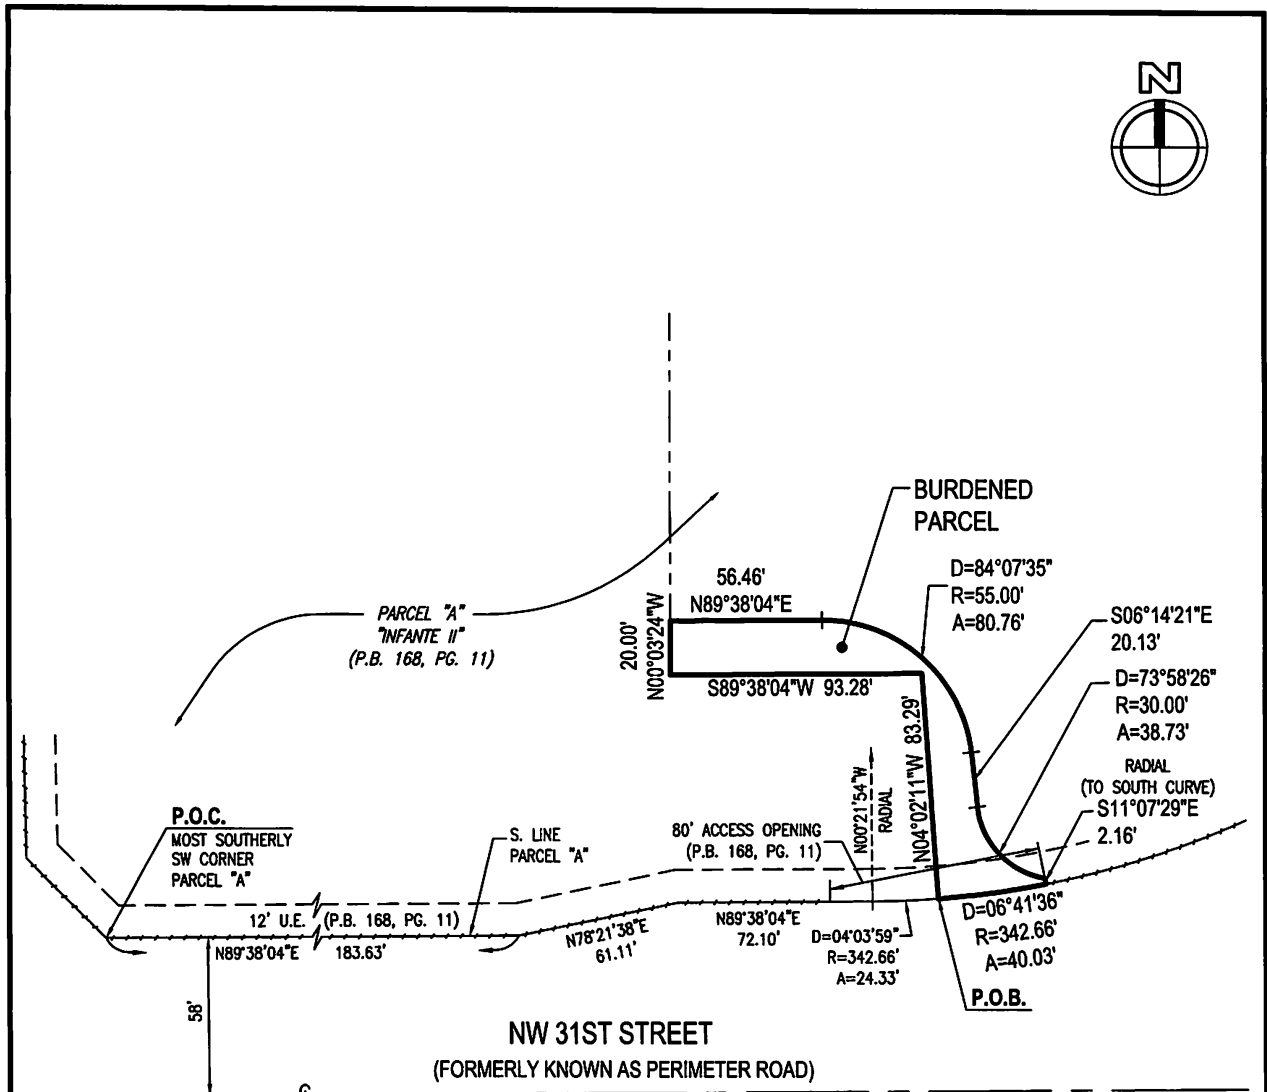 N
BURDENED
PARCEL
56.46'
N89°38'04"E
D=84°07'35"
R=55.00'
A=80.76'
S06°14'21"E
20.13'
PARCEL "A"
"INFANTE II"
(P.B. 168, PG. 11)
20.00'
N00°03'24"W
S89°38'04"W 93.28'
D=73°58'26"
R=30.00'
A=38.73'
N04°02'11"W 83.29'
N00°21'54"W
RADIAL
RADIAL
(TO SOUTH CURVE)
S11°07'29"E
2.16'
P.O.C.
MOST SOUTHERLY
SW CORNER
PARCEL "A"
S. LINE
PARCEL "A"
80' ACCESS OPENING
(P.B. 168, PG. 11)
12' U.E. (P.B. 168, PG. 11)
N89°38'04"E 183.63'
N78°21'38"E
61.11'
N89°38'04"E
72.10'
D=04°03'59"
R=342.66'
A=24.33'
D=06°41'36"
R=342.66'
A=40.03'
P.O.B.
58'
NW 31ST STREET
(FORMERLY KNOWN AS PERIMETER ROAD)